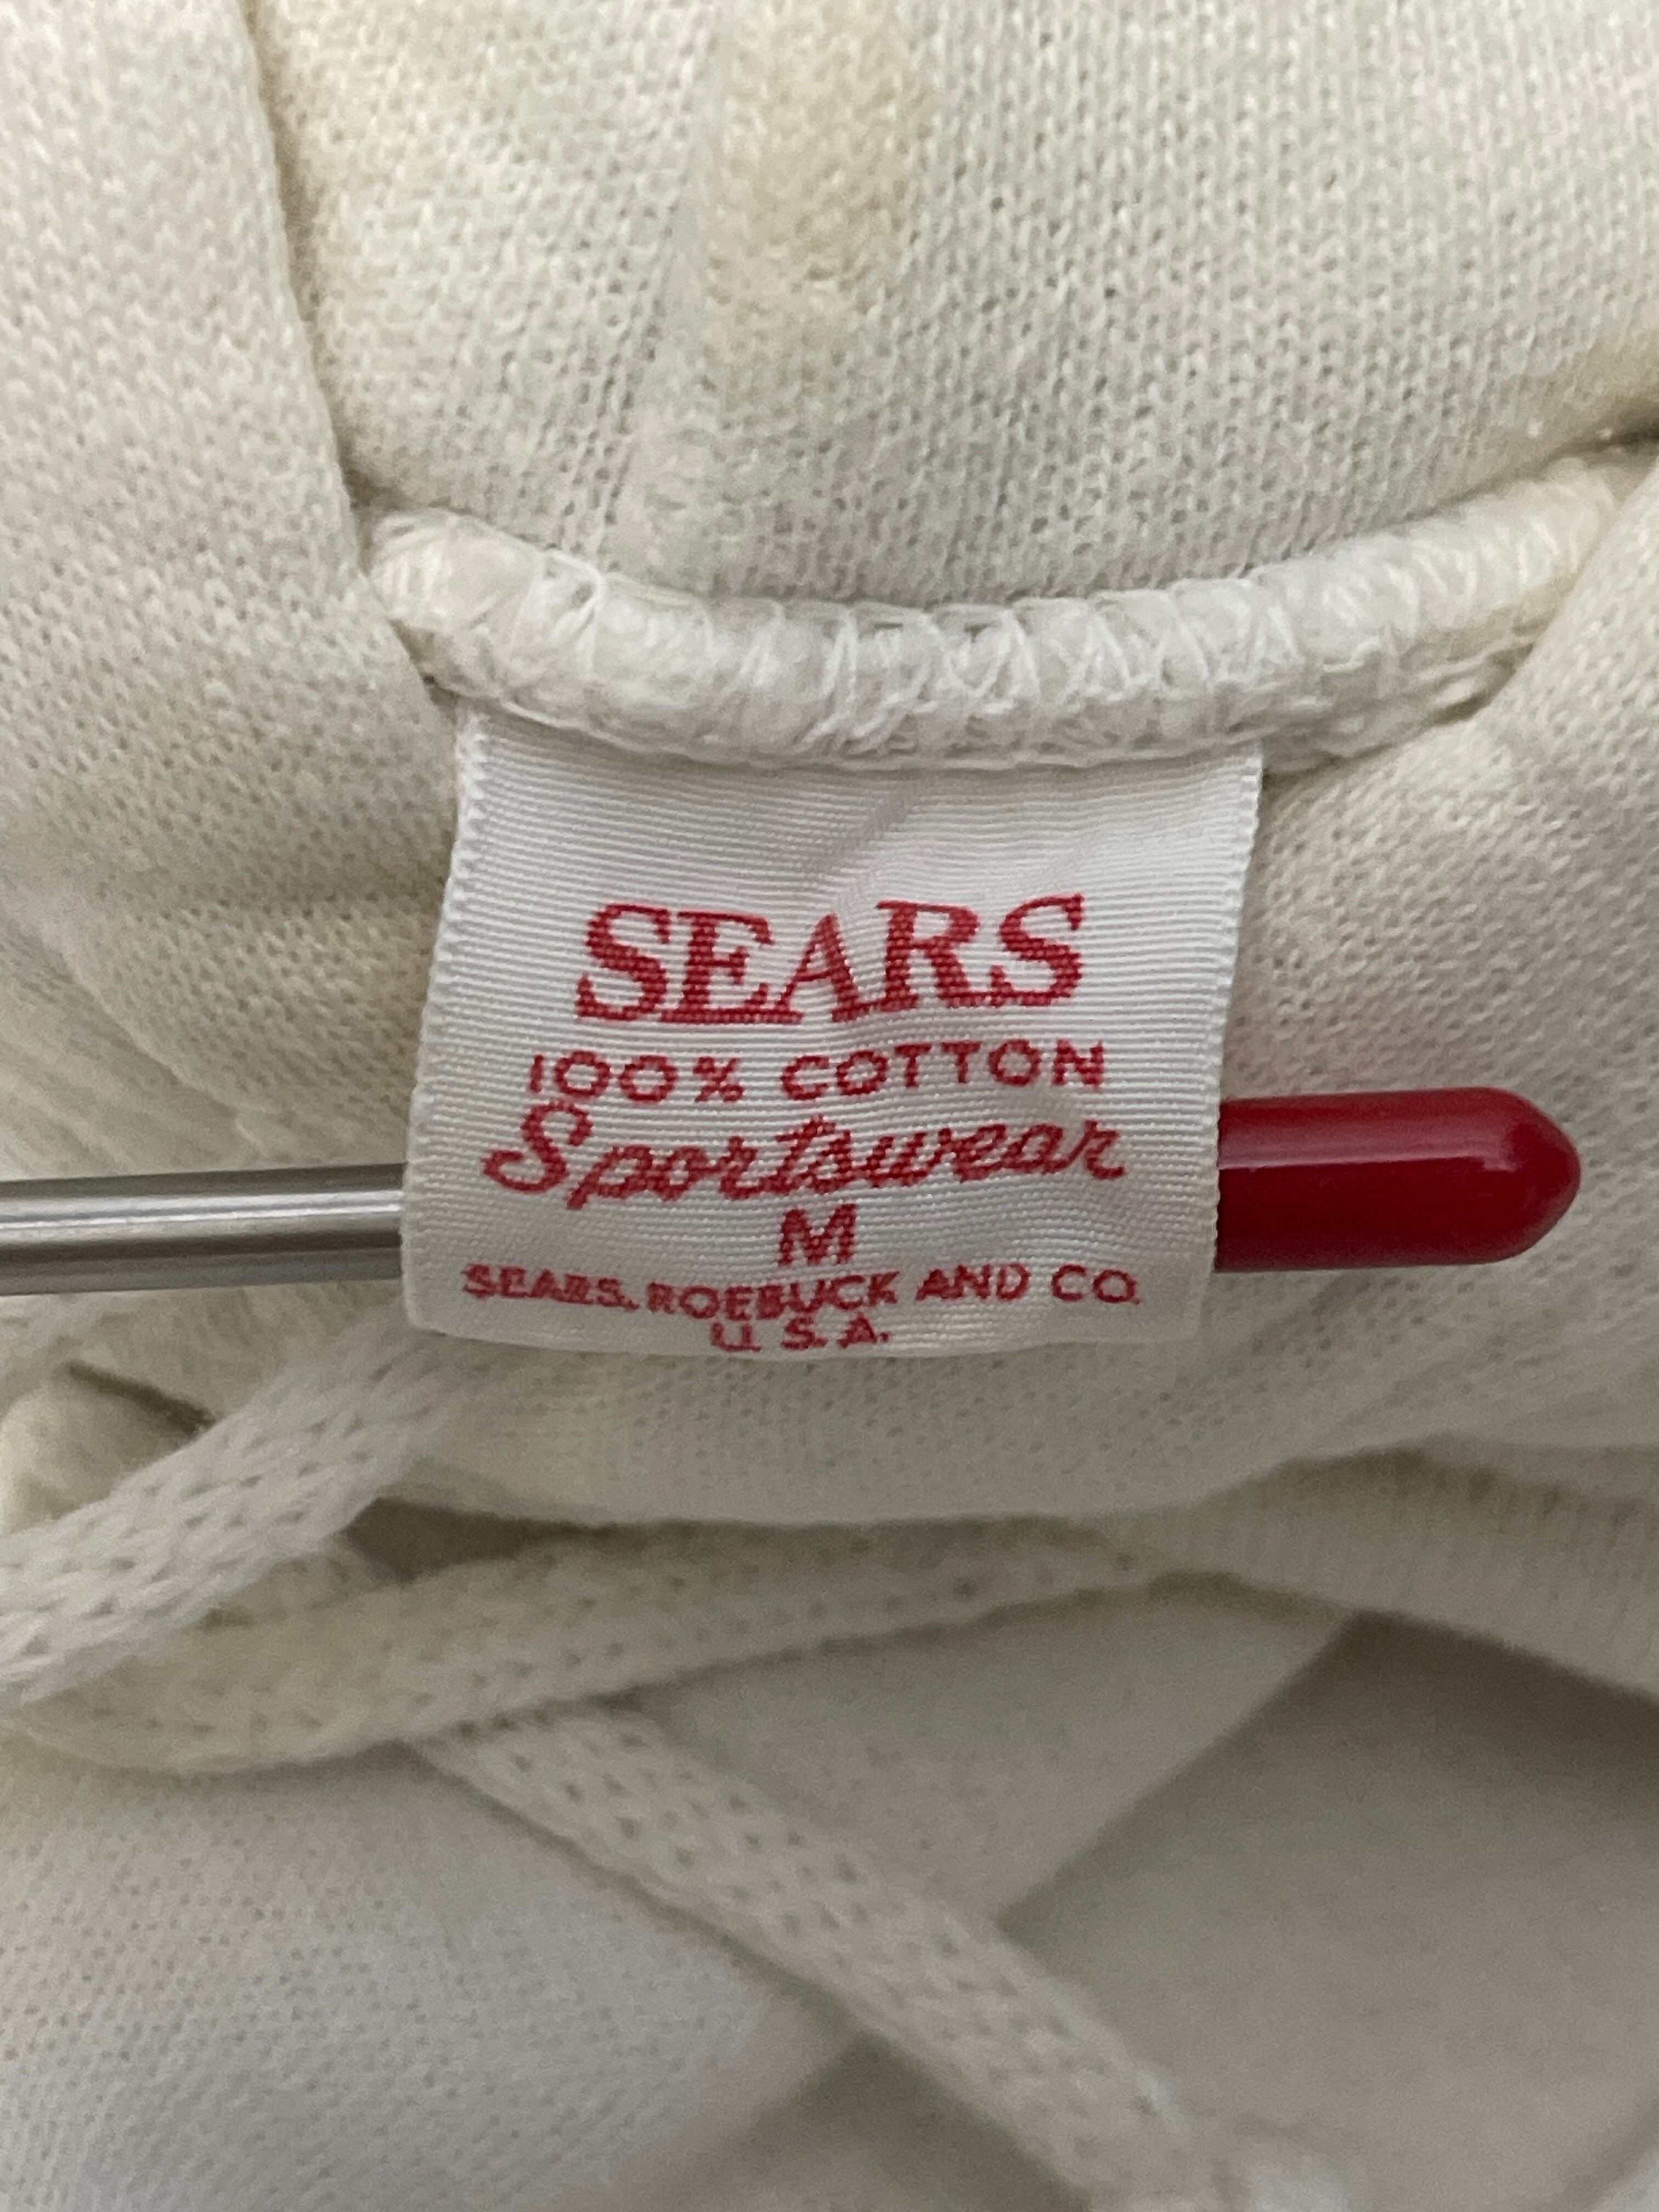 SEARS
100% COTTON
Sportswear
M
SEARS, ROEBUCK AND CO.
U.S.A.